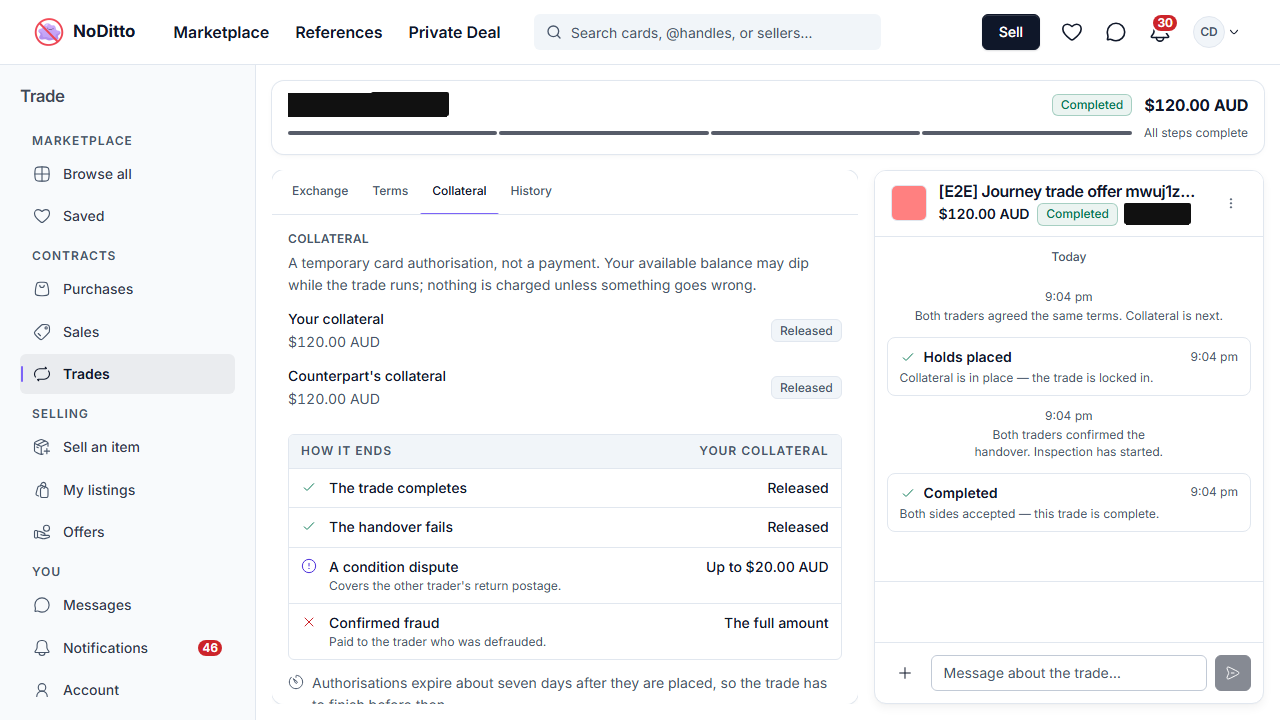 NoDitto
Marketplace
References
Private Deal
Search cards, @handles, or sellers...
Sell
30
CD
Trade
MARKETPLACE
Browse all
Saved
CONTRACTS
Purchases
Sales
Trades
SELLING
Sell an item
My listings
Offers
YOU
Messages
Notifications
46
Account
Completed
$120.00 AUD
All steps complete
Exchange
Terms
Collateral
History
COLLATERAL
A temporary card authorisation, not a payment. Your available balance may dip
while the trade runs; nothing is charged unless something goes wrong.
Your collateral
$120.00 AUD
Released
Counterpart's collateral
$120.00 AUD
Released
HOW IT ENDS
YOUR COLLATERAL
The trade completes
Released
The handover fails
Released
A condition dispute
Up to $20.00 AUD
Covers the other trader's return postage.
Confirmed fraud
The full amount
Paid to the trader who was defrauded.
Authorisations expire about seven days after they are placed, so the trade has
to finish before then.
[E2E] Journey trade offer mwuj1z...
$120.00 AUD
Completed
Today
9:04 pm
Both traders agreed the same terms. Collateral is next.
Holds placed
9:04 pm
Collateral is in place — the trade is locked in.
9:04 pm
Both traders confirmed the
handover. Inspection has started.
Completed
9:04 pm
Both sides accepted — this trade is complete.
Message about the trade...